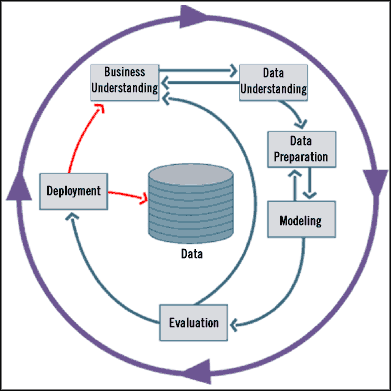 Business
Understanding
Data
Understanding
Data
Preparation
Modeling
Evaluation
Deployment
Data